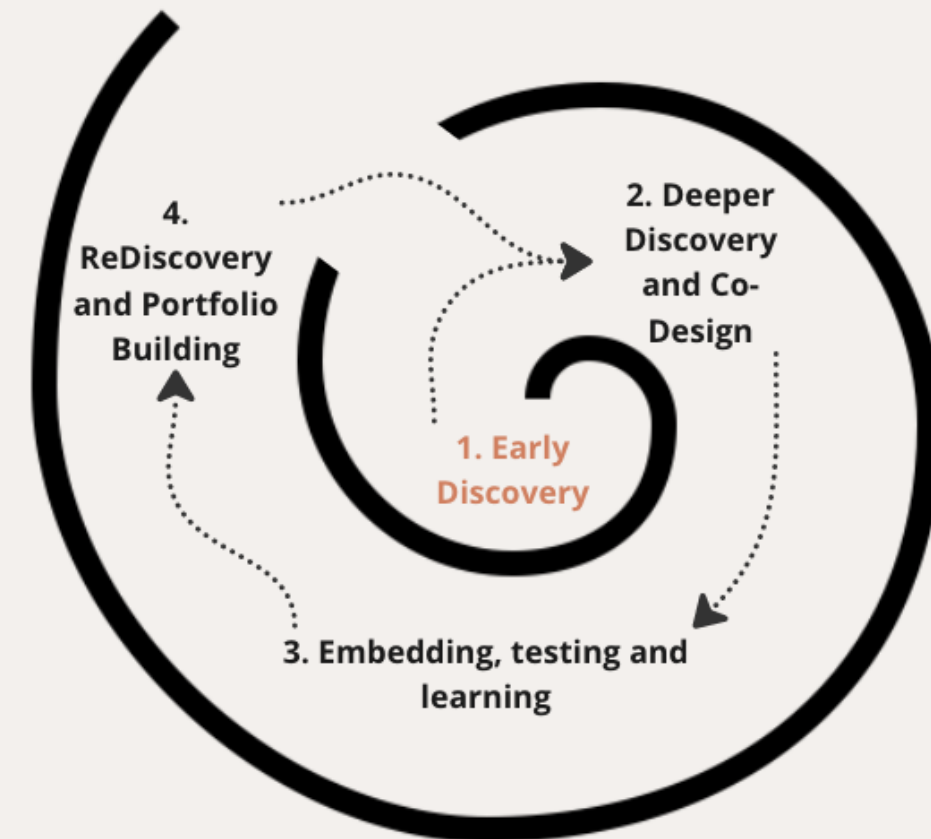 4.
ReDiscovery
and Portfolio
Building
2. Deeper
Discovery
and Co-
Design
1. Early
Discovery
3. Embedding, testing and
learning